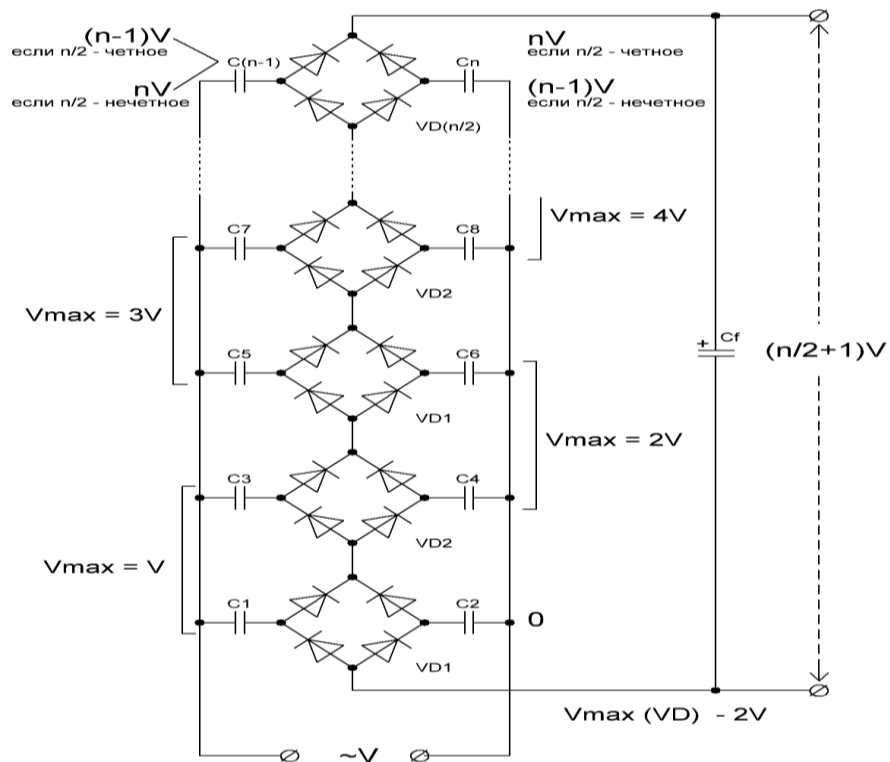 (n-1)V
если n/2 - четное
nV
если n/2 - нечетное
C(n-1)
Cn
VD(n/2)
nV
если n/2 - четное
(n-1)V
если n/2 - нечетное
C7
C8
VD2
Vmax = 4V
Vmax = 3V
C5
C6
VD1
+
Cf
(n/2+1)V
Vmax = 2V
C3
C4
VD2
Vmax = V
C1
C2
VD1
0
Vmax (VD) - 2V
~V